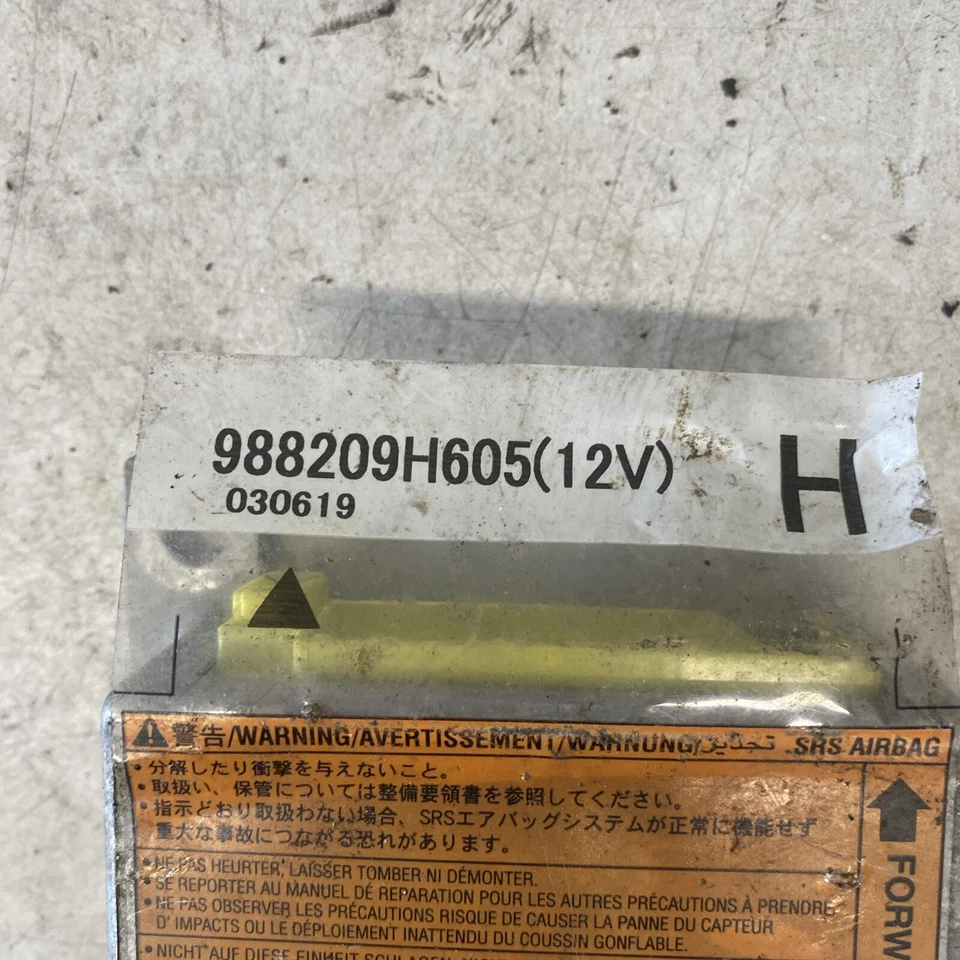 988209H605(12V) H
030619
警告/WARNING/AVERTISSEMENT/WARNUNG/تحذير SRS AIRBAG
• 分解したり衝撃を与えないこと。
• 取扱い、保管については整備要領書を参照してください。
• 指示どおり取扱わない場合、SRSエアバッグシステムが正常に機能せず
重大な事故につながる恐れがあります。
• NE PAS HEURTER, LAISSER TOMBER NI DÉMONTER.
• SE REPORTER AU MANUEL DE REPARATION POUR LES AUTRES PRÉCAUTIONS À PRENDRE.
• NE PAS OBSERVER LES PRÉCAUTIONS RISQUE DE CAUSER LA PANNE DU CAPTEUR
D' IMPACTS OU LE DÉPLOIEMENT INATTENDU DU COUSSIN GONFLABLE.
• NICHT AUF DIESE EINHEIT SCHLAGEN,
FORW